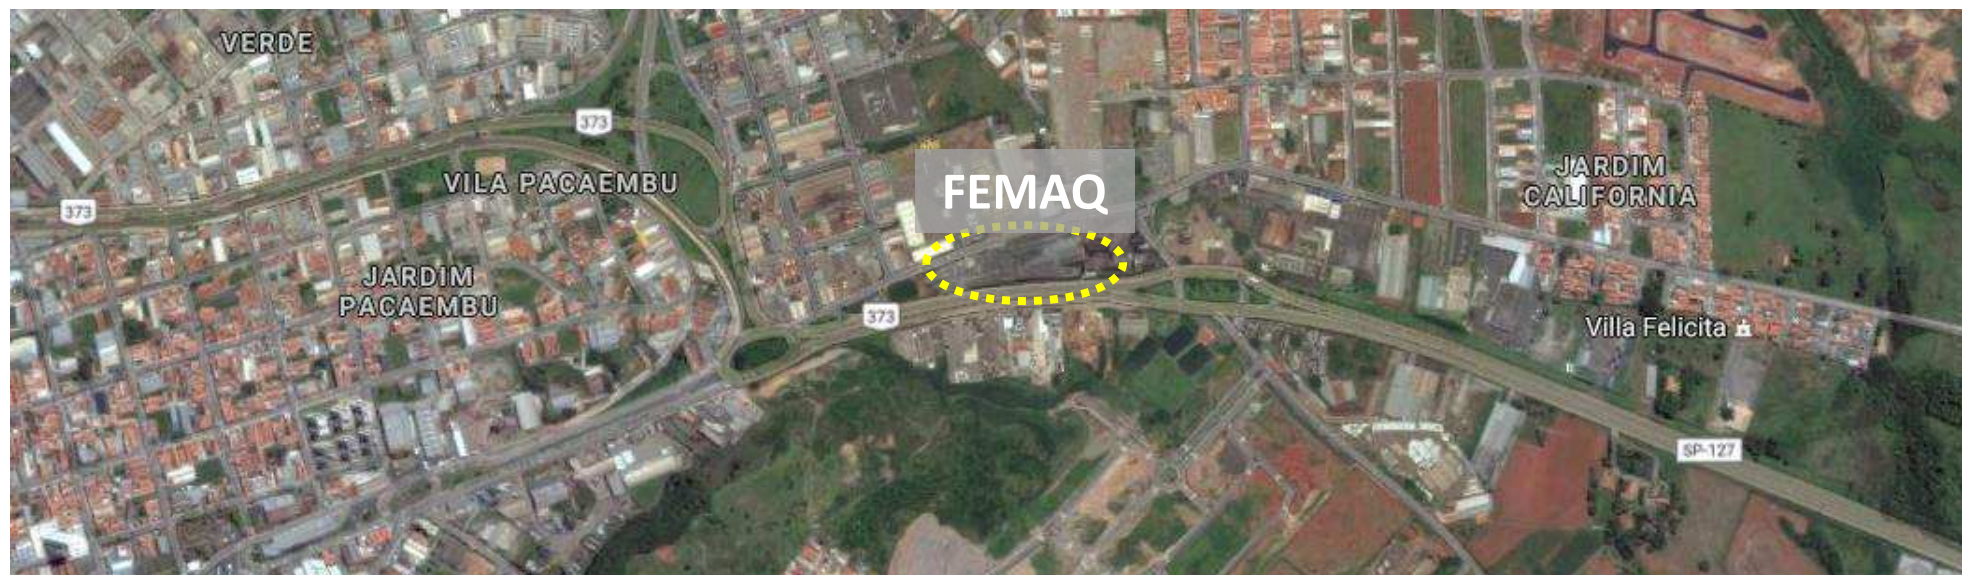 VERDE
373
VILA PACAEMBU
373
JARDIM
PACAEMBU
FEMAQ
373
JARDIM
CALIFORNIA
Villa Felicita
SP-127